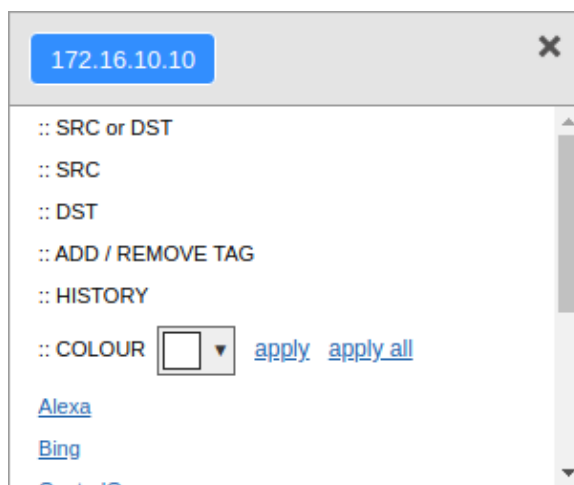 172.16.10.10
:: SRC or DST
:: SRC
:: DST
:: ADD / REMOVE TAG
:: HISTORY
:: COLOUR apply apply all
Alexa
Bing